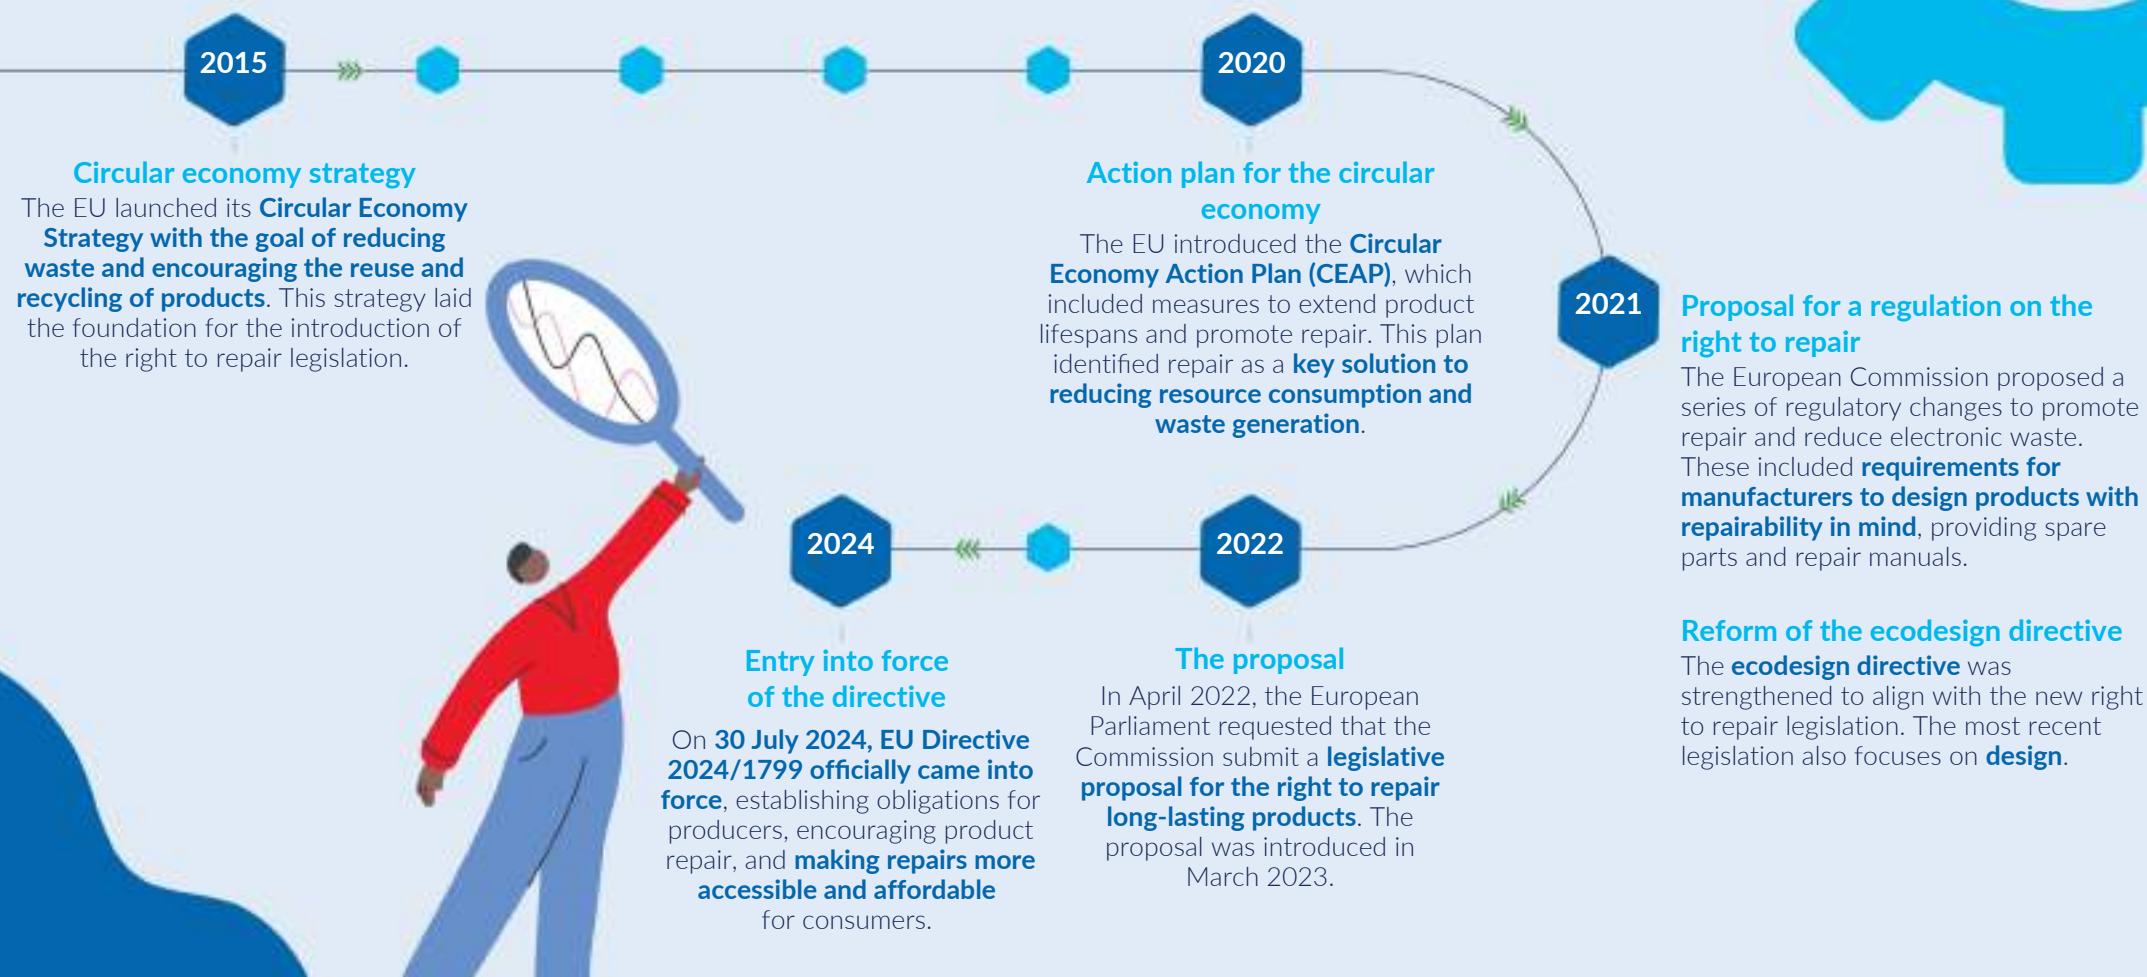 2015
Circular economy strategy
The EU launched its Circular Economy
Strategy with the goal of reducing
waste and encouraging the reuse and
recycling of products. This strategy laid
the foundation for the introduction of
the right to repair legislation.
2020
Action plan for the circular
economy
The EU introduced the Circular
Economy Action Plan (CEAP), which
included measures to extend product
lifespans and promote repair. This plan
identified repair as a key solution to
reducing resource consumption and
waste generation.
2021
Proposal for a regulation on the
right to repair
The European Commission proposed a
series of regulatory changes to promote
repair and reduce electronic waste.
These included requirements for
manufacturers to design products with
repairability in mind, providing spare
parts and repair manuals.
Reform of the ecodesign directive
The ecodesign directive was
strengthened to align with the new right
to repair legislation. The most recent
legislation also focuses on design.
2022
The proposal
In April 2022, the European
Parliament requested that the
Commission submit a legislative
proposal for the right to repair
long-lasting products. The
proposal was introduced in
March 2023.
2024
Entry into force
of the directive
On 30 July 2024, EU Directive
2024/1799 officially came into
force, establishing obligations for
producers, encouraging product
repair, and making repairs more
accessible and affordable
for consumers.